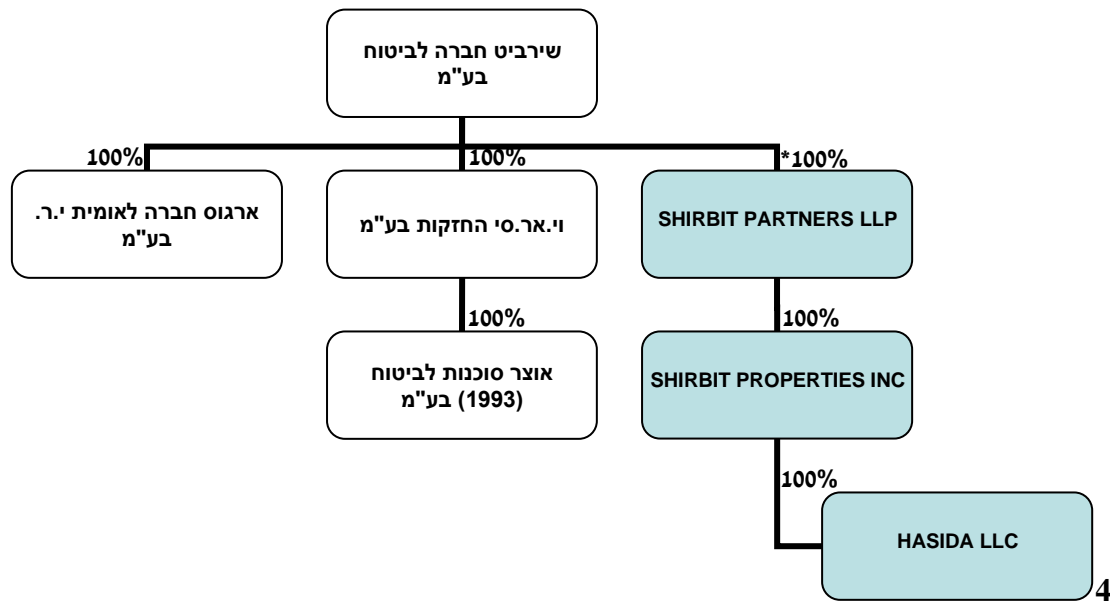 שירביט חברה לביטוח
בע"מ
100%
100%
*100%
ארגוס חברה לאומית י.ר.
בע"מ
וי.אר.סי החזקות בע"מ
SHIRBIT PARTNERS LLP
100%
100%
אוצר סוכנות לביטוח
(1993) בע"מ
SHIRBIT PROPERTIES INC
100%
HASIDA LLC
4